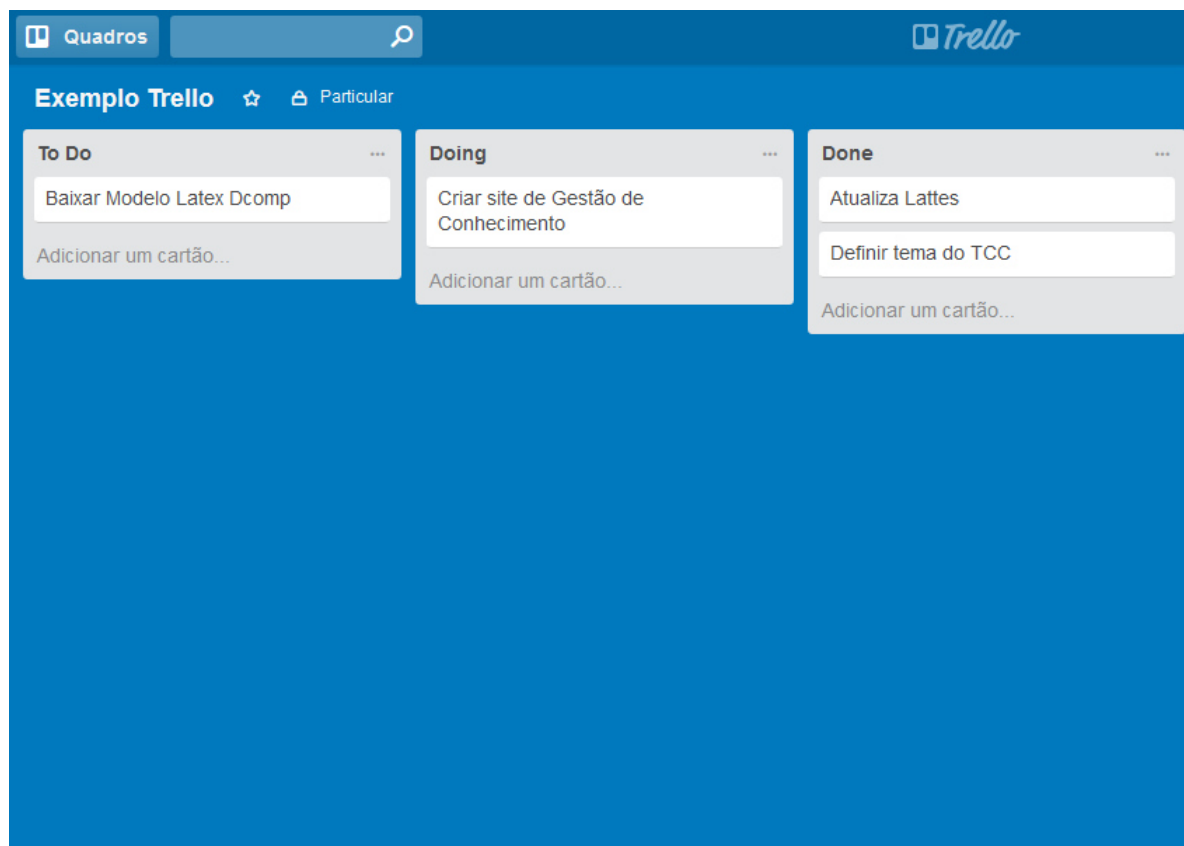 Quadros
Trello
Exemplo Trello
Particular
To Do
...
Baixar Modelo Latex Dcomp
Adicionar um cartão...
Doing
...
Criar site de Gestão de
Conhecimento
Adicionar um cartão...
Done
...
Atualiza Lattes
Definir tema do TCC
Adicionar um cartão...